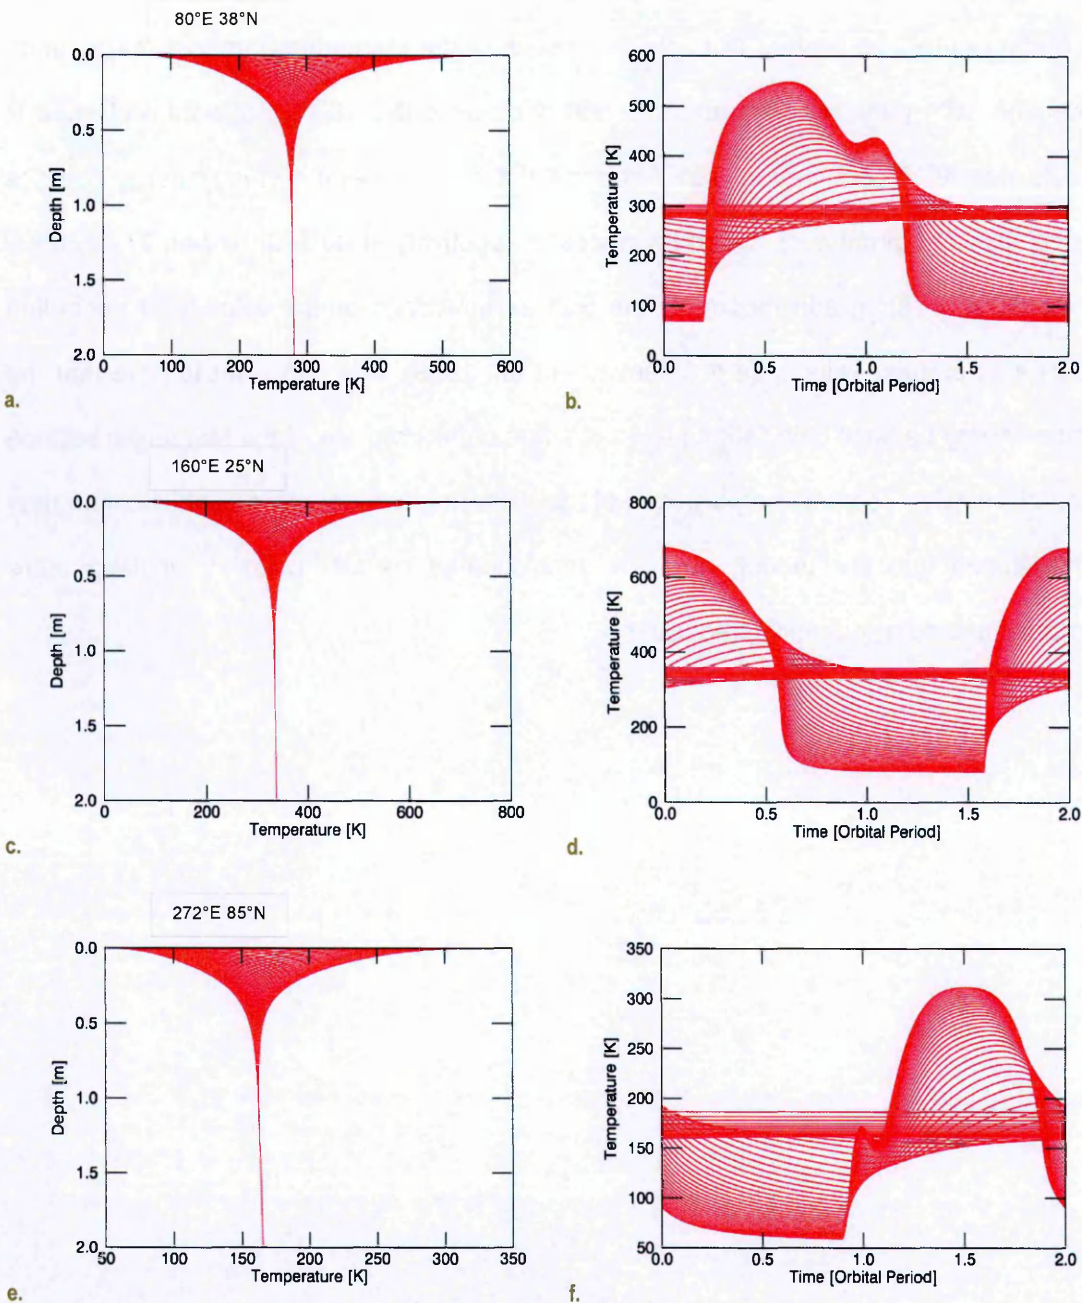 80°E 38°N
0.0
0.5
1.0
1.5
2.0
Depth [m]
0 100 200 300 400 500 600
Temperature [K]
a.
600
500
400
300
200
100
0
Temperature [K]
0.0 0.5 1.0 1.5 2.0
Time [Orbital Period]
b.
160°E 25°N
0.0
0.5
1.0
1.5
2.0
Depth [m]
0 200 400 600 800
Temperature [K]
c.
800
600
400
200
0
Temperature [K]
0.0 0.5 1.0 1.5 2.0
Time [Orbital Period]
d.
272°E 85°N
0.0
0.5
1.0
1.5
2.0
Depth [m]
50 100 150 200 250 300 350
Temperature [K]
e.
350
300
250
200
150
100
50
Temperature [K]
0.0 0.5 1.0 1.5 2.0
Time [Orbital Period]
f.